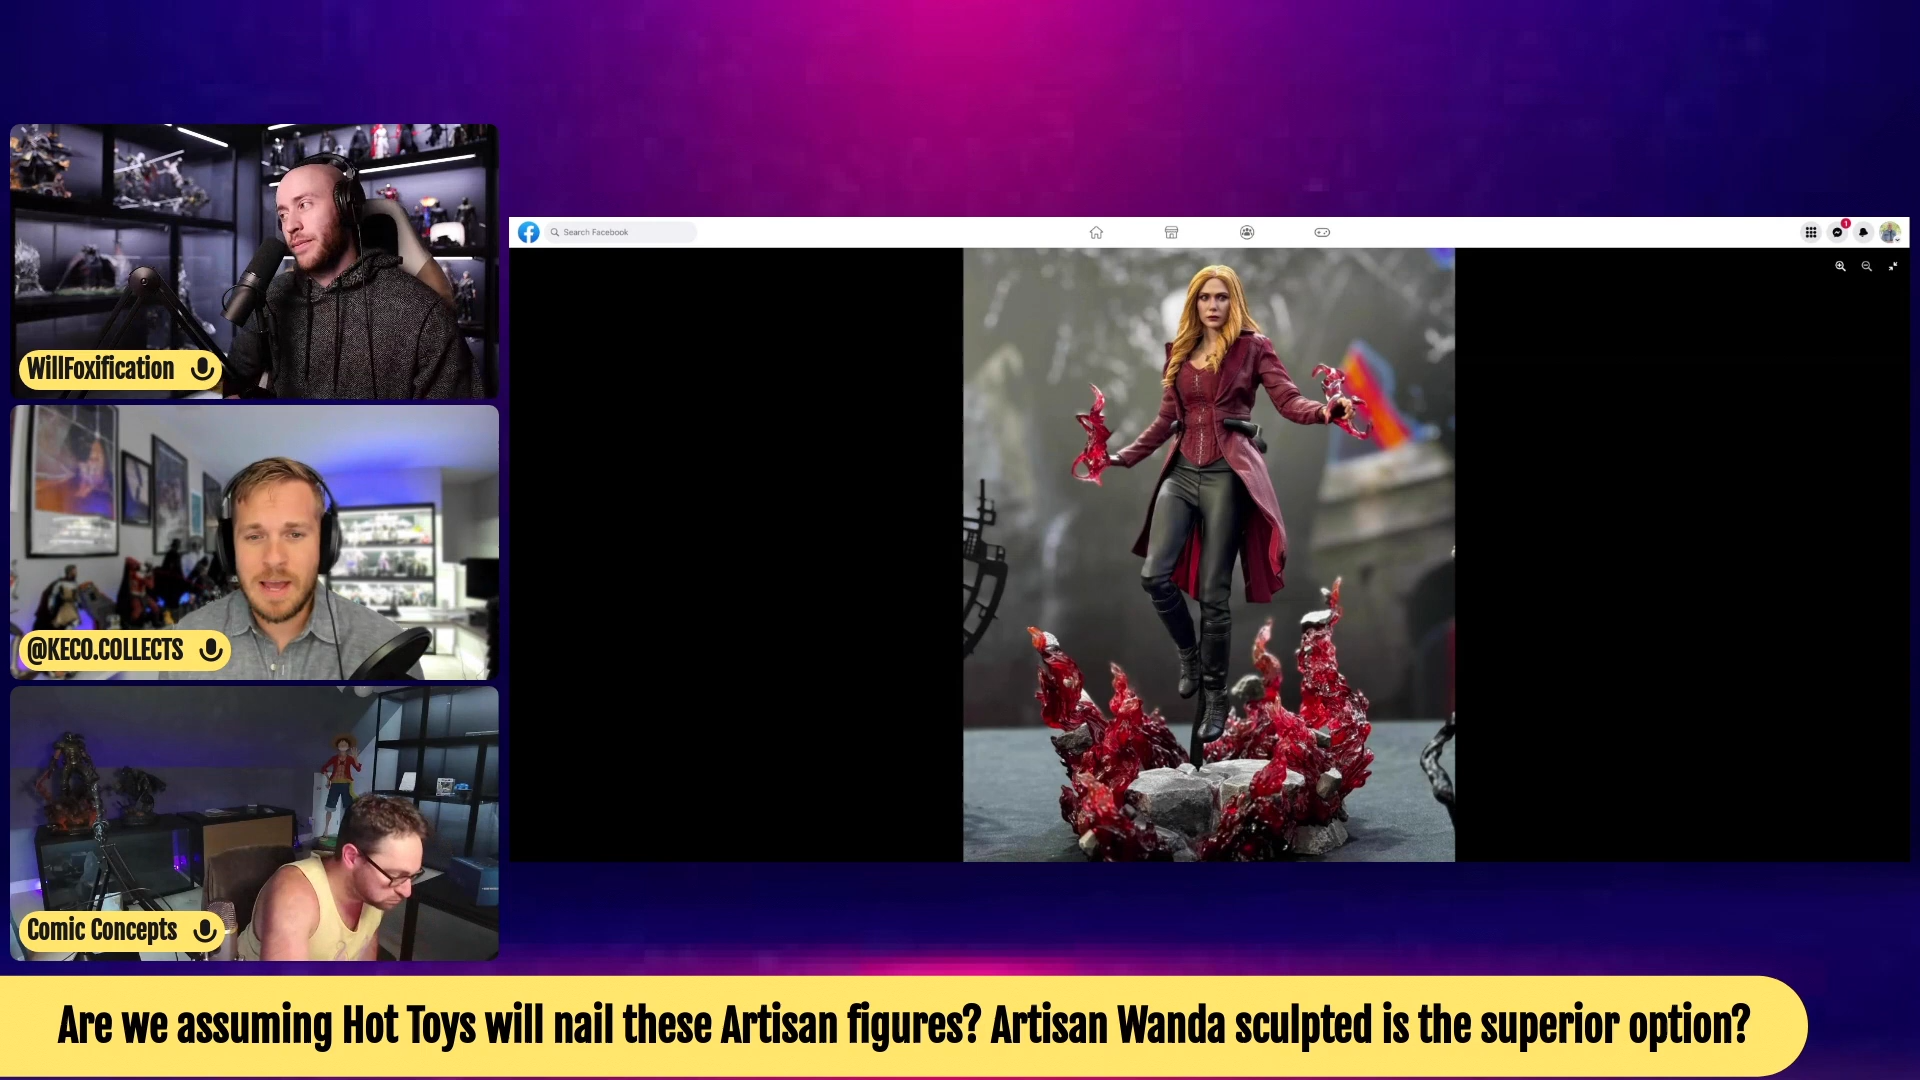 Search Facebook
1
WillFoxification
@KECO.COLLECTS
Comic Concepts
Are we assuming Hot Toys will nail these Artisan figures? Artisan Wanda sculpted is the superior option?